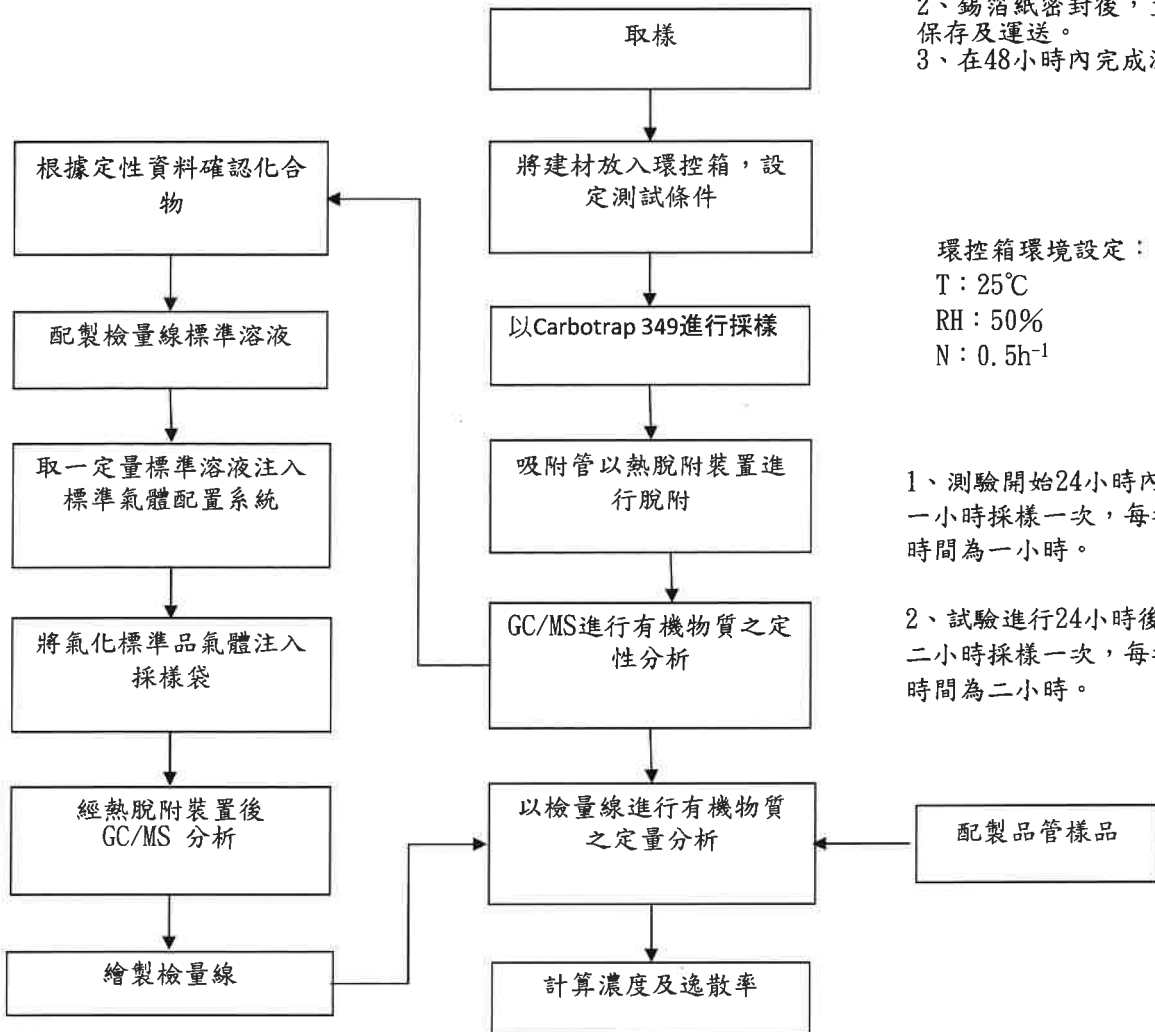 取樣
2、錫箔紙密封後，
保存及運送。
3、在48小時內完成
根據定性資料確認化合
物
將建材放入環控箱，設
定測試條件
環控箱環境設定：
T：25℃
RH：50%
N：0.5h⁻¹
配製檢量線標準溶液
以Carbotrap 349進行採樣
取一定量標準溶液注入
標準氣體配置系統
吸附管以熱脫附裝置進
行脫附
1、測驗開始24小時內
一小時採樣一次，每
時間為一小時。
將氣化標準品氣體注入
採樣袋
GC/MS進行有機物質之定
性分析
2、試驗進行24小時後
二小時採樣一次，每
時間為二小時。
經熱脫附裝置後
GC/MS 分析
以檢量線進行有機物質
之定量分析
配製品管樣品
繪製檢量線
計算濃度及逸散率